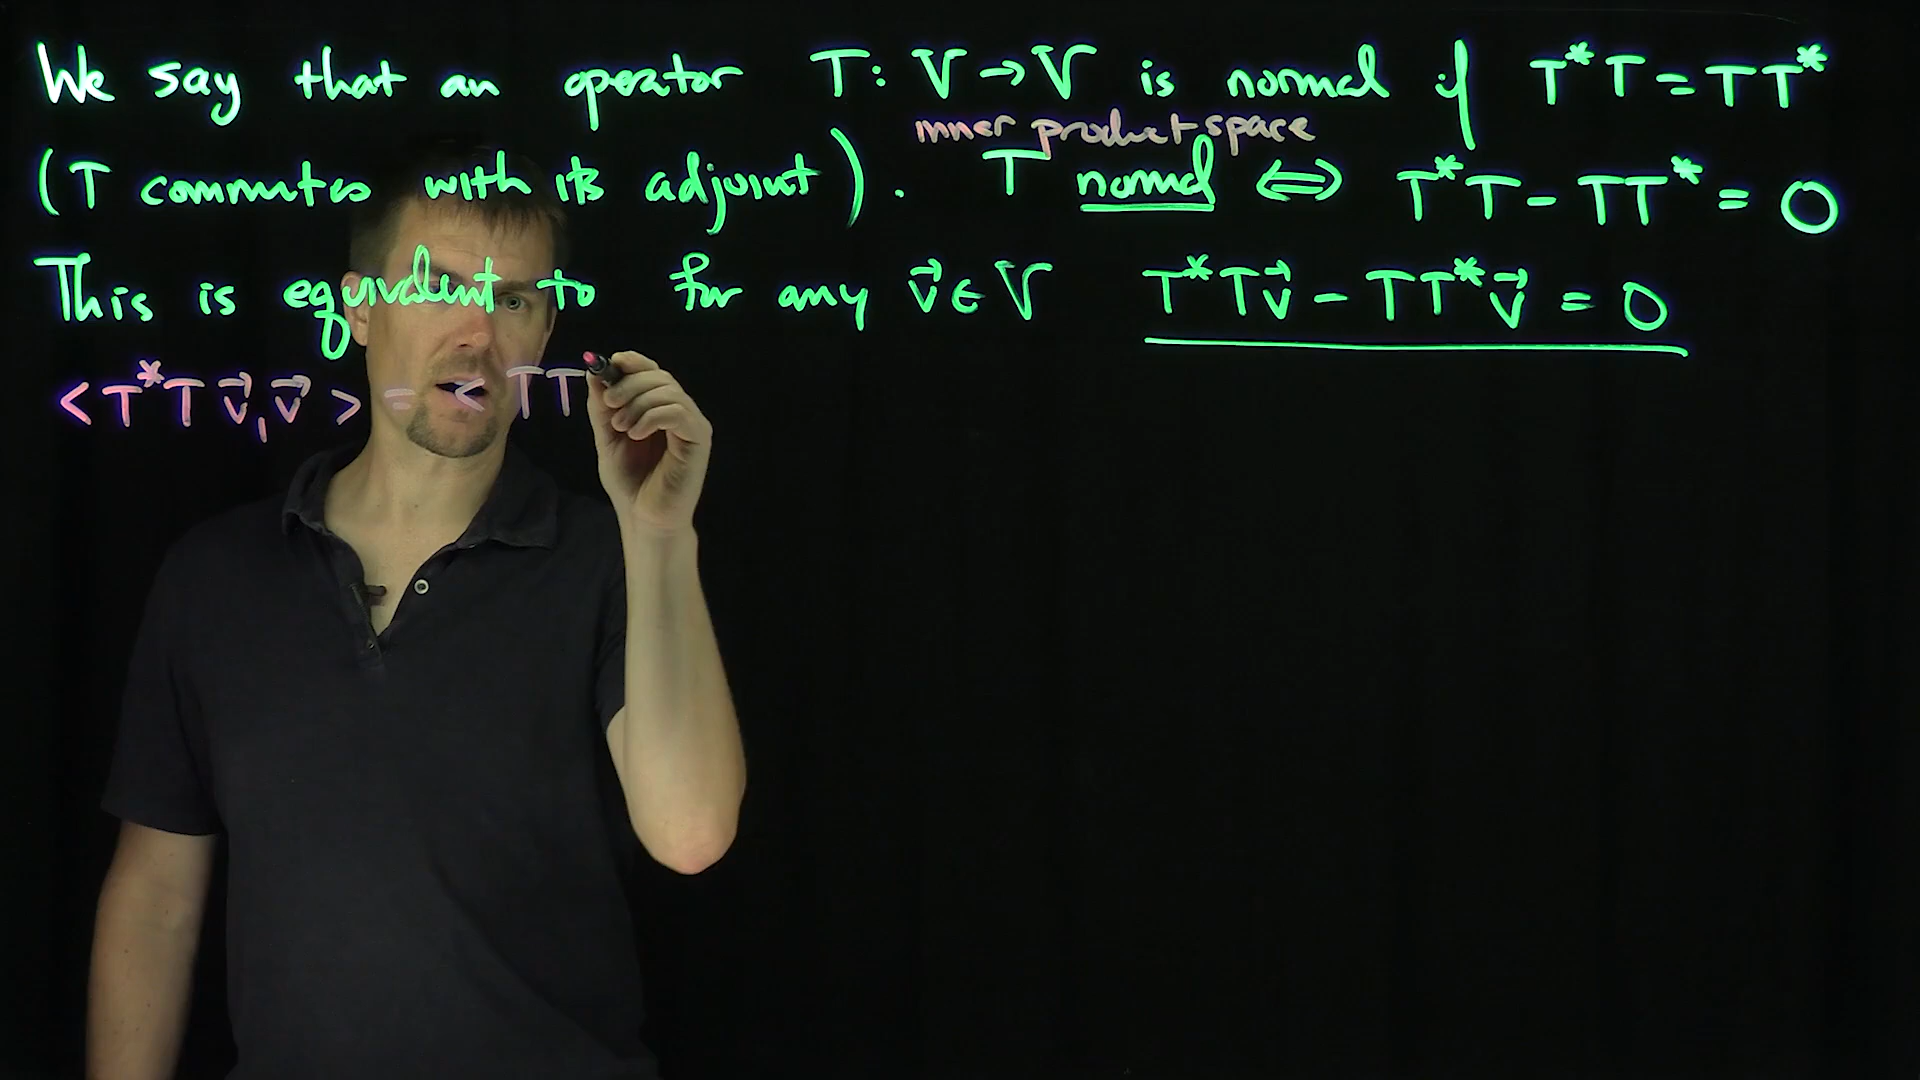 We say that an operator T: V → V is normal if T*T = TT*
inner product space
(T commutes with its adjoint). T normal ⟺ T*T - TT* = 0
This is equivalent to for any v⃗ ∈ V T*Tv⃗ - TT*v⃗ = 0
<T*Tv⃗,v⃗> = <TT